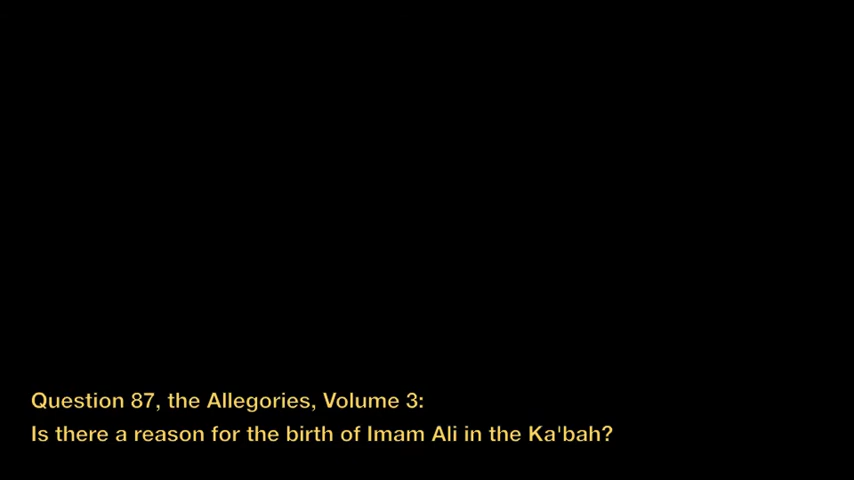 Question 87, the Allegories, Volume 3:
Is there a reason for the birth of Imam Ali in the Ka'bah?